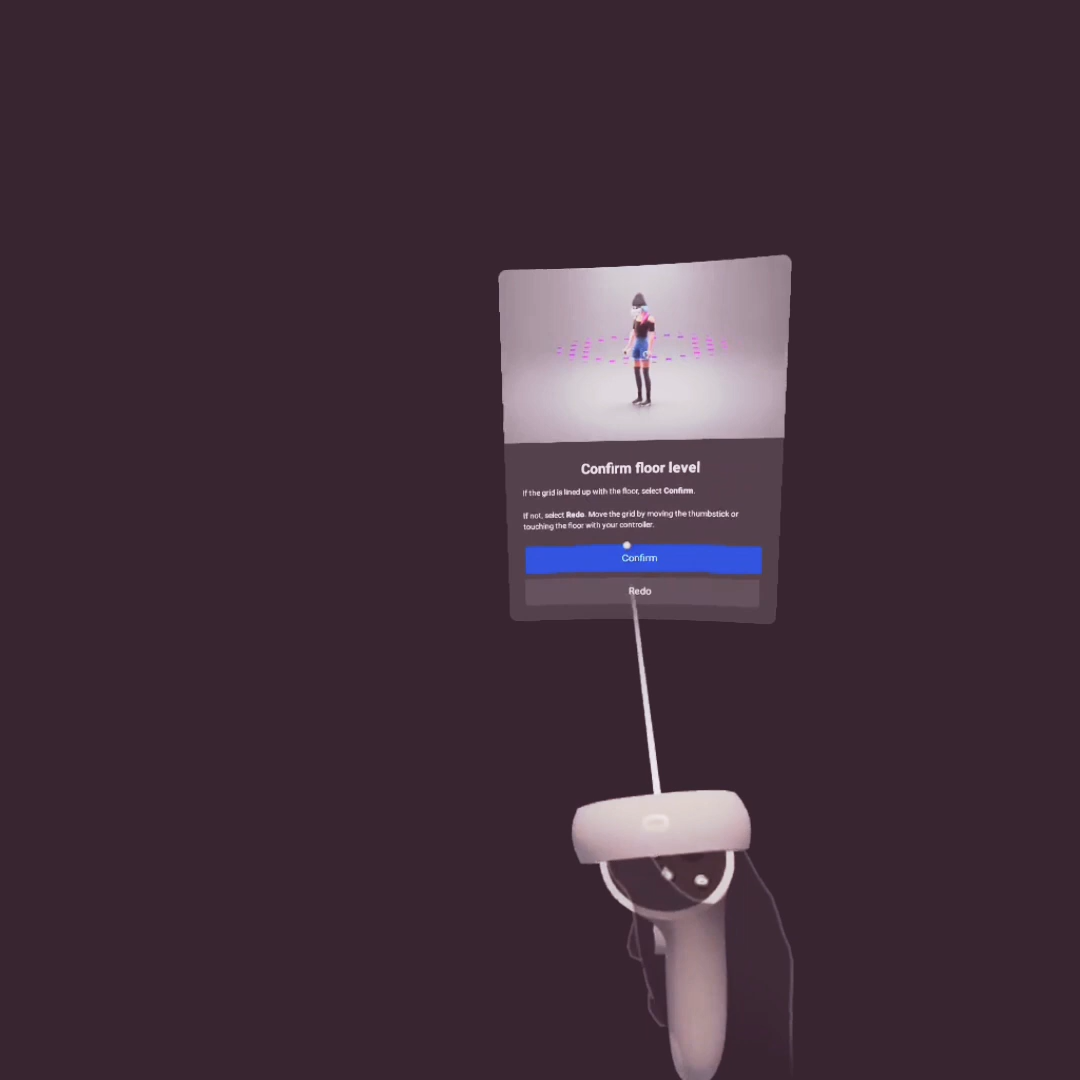 Confirm floor level
If the grid is lined up with the floor, select Confirm.
If not, select Redo. Move the grid by moving the thumbstick or
touching the floor with your controller.
Confirm
Redo